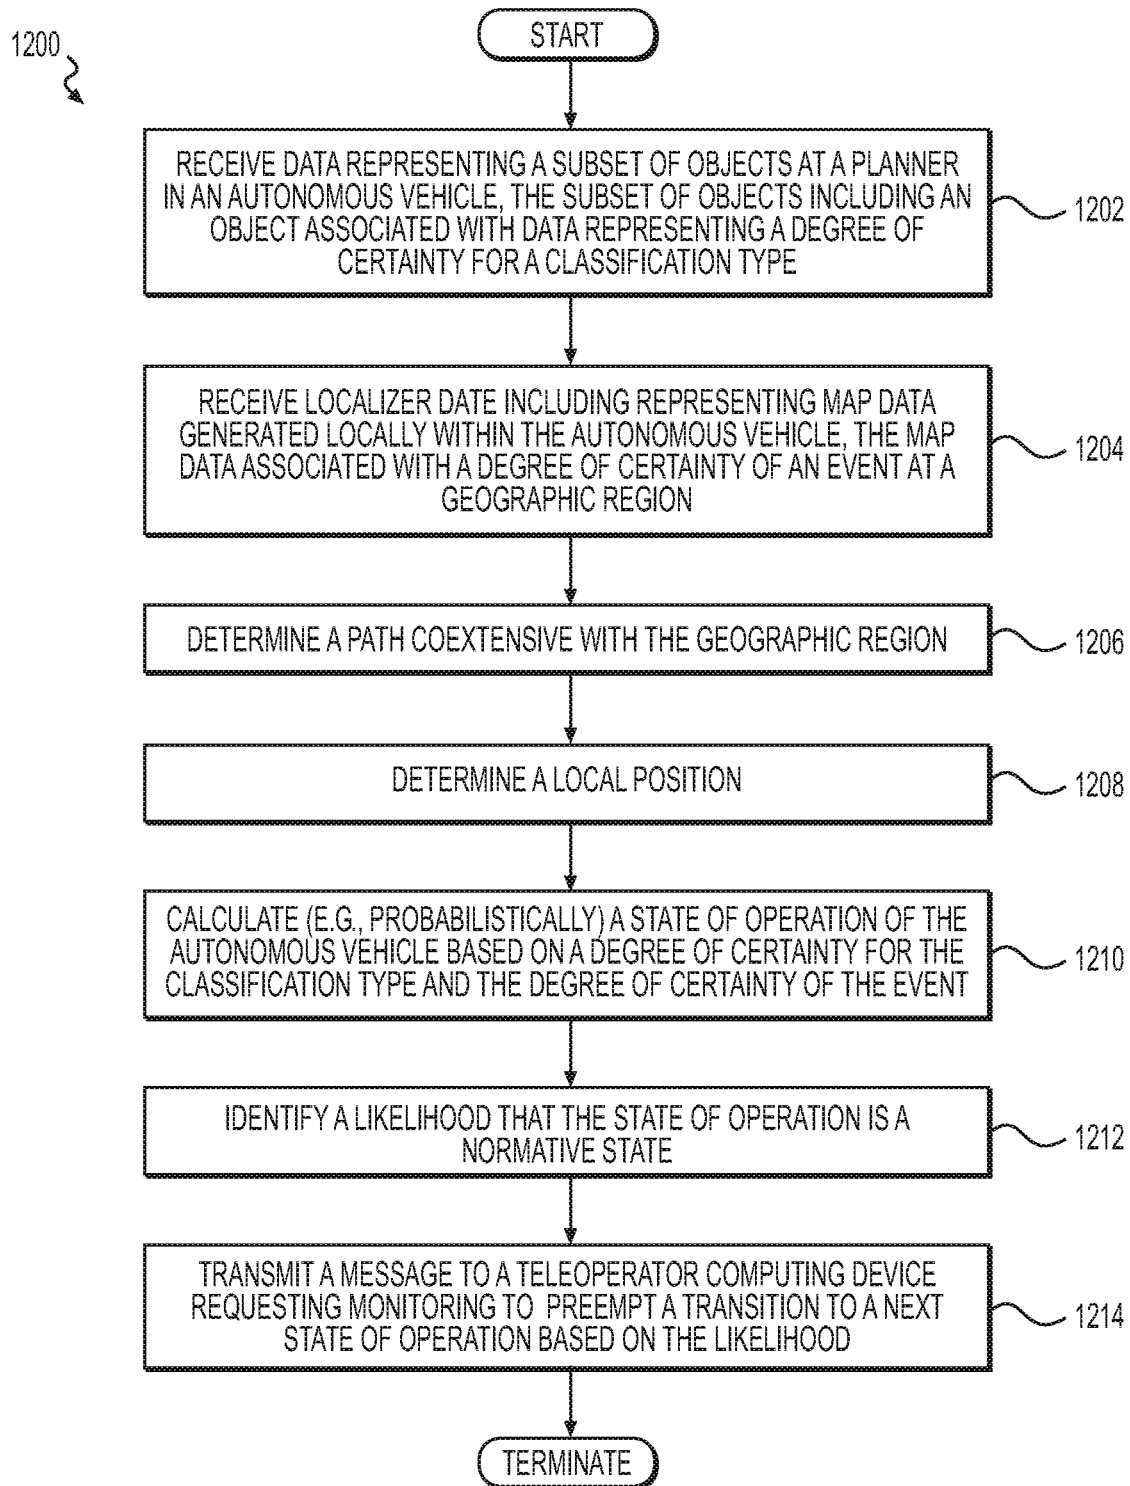 1200
START
RECEIVE DATA REPRESENTING A SUBSET OF OBJECTS AT A PLANNER
IN AN AUTONOMOUS VEHICLE, THE SUBSET OF OBJECTS INCLUDING AN
OBJECT ASSOCIATED WITH DATA REPRESENTING A DEGREE OF
CERTAINTY FOR A CLASSIFICATION TYPE
1202
RECEIVE LOCALIZER DATE INCLUDING REPRESENTING MAP DATA
GENERATED LOCALLY WITHIN THE AUTONOMOUS VEHICLE, THE MAP
DATA ASSOCIATED WITH A DEGREE OF CERTAINTY OF AN EVENT AT A
GEOGRAPHIC REGION
1204
DETERMINE A PATH COEXTENSIVE WITH THE GEOGRAPHIC REGION
1206
DETERMINE A LOCAL POSITION
1208
CALCULATE (E.G., PROBABILISTICALLY) A STATE OF OPERATION OF THE
AUTONOMOUS VEHICLE BASED ON A DEGREE OF CERTAINTY FOR THE
CLASSIFICATION TYPE AND THE DEGREE OF CERTAINTY OF THE EVENT
1210
IDENTIFY A LIKELIHOOD THAT THE STATE OF OPERATION IS A
NORMATIVE STATE
1212
TRANSMIT A MESSAGE TO A TELEOPERATOR COMPUTING DEVICE
REQUESTING MONITORING TO PREEMPT A TRANSITION TO A NEXT
STATE OF OPERATION BASED ON THE LIKELIHOOD
1214
TERMINATE